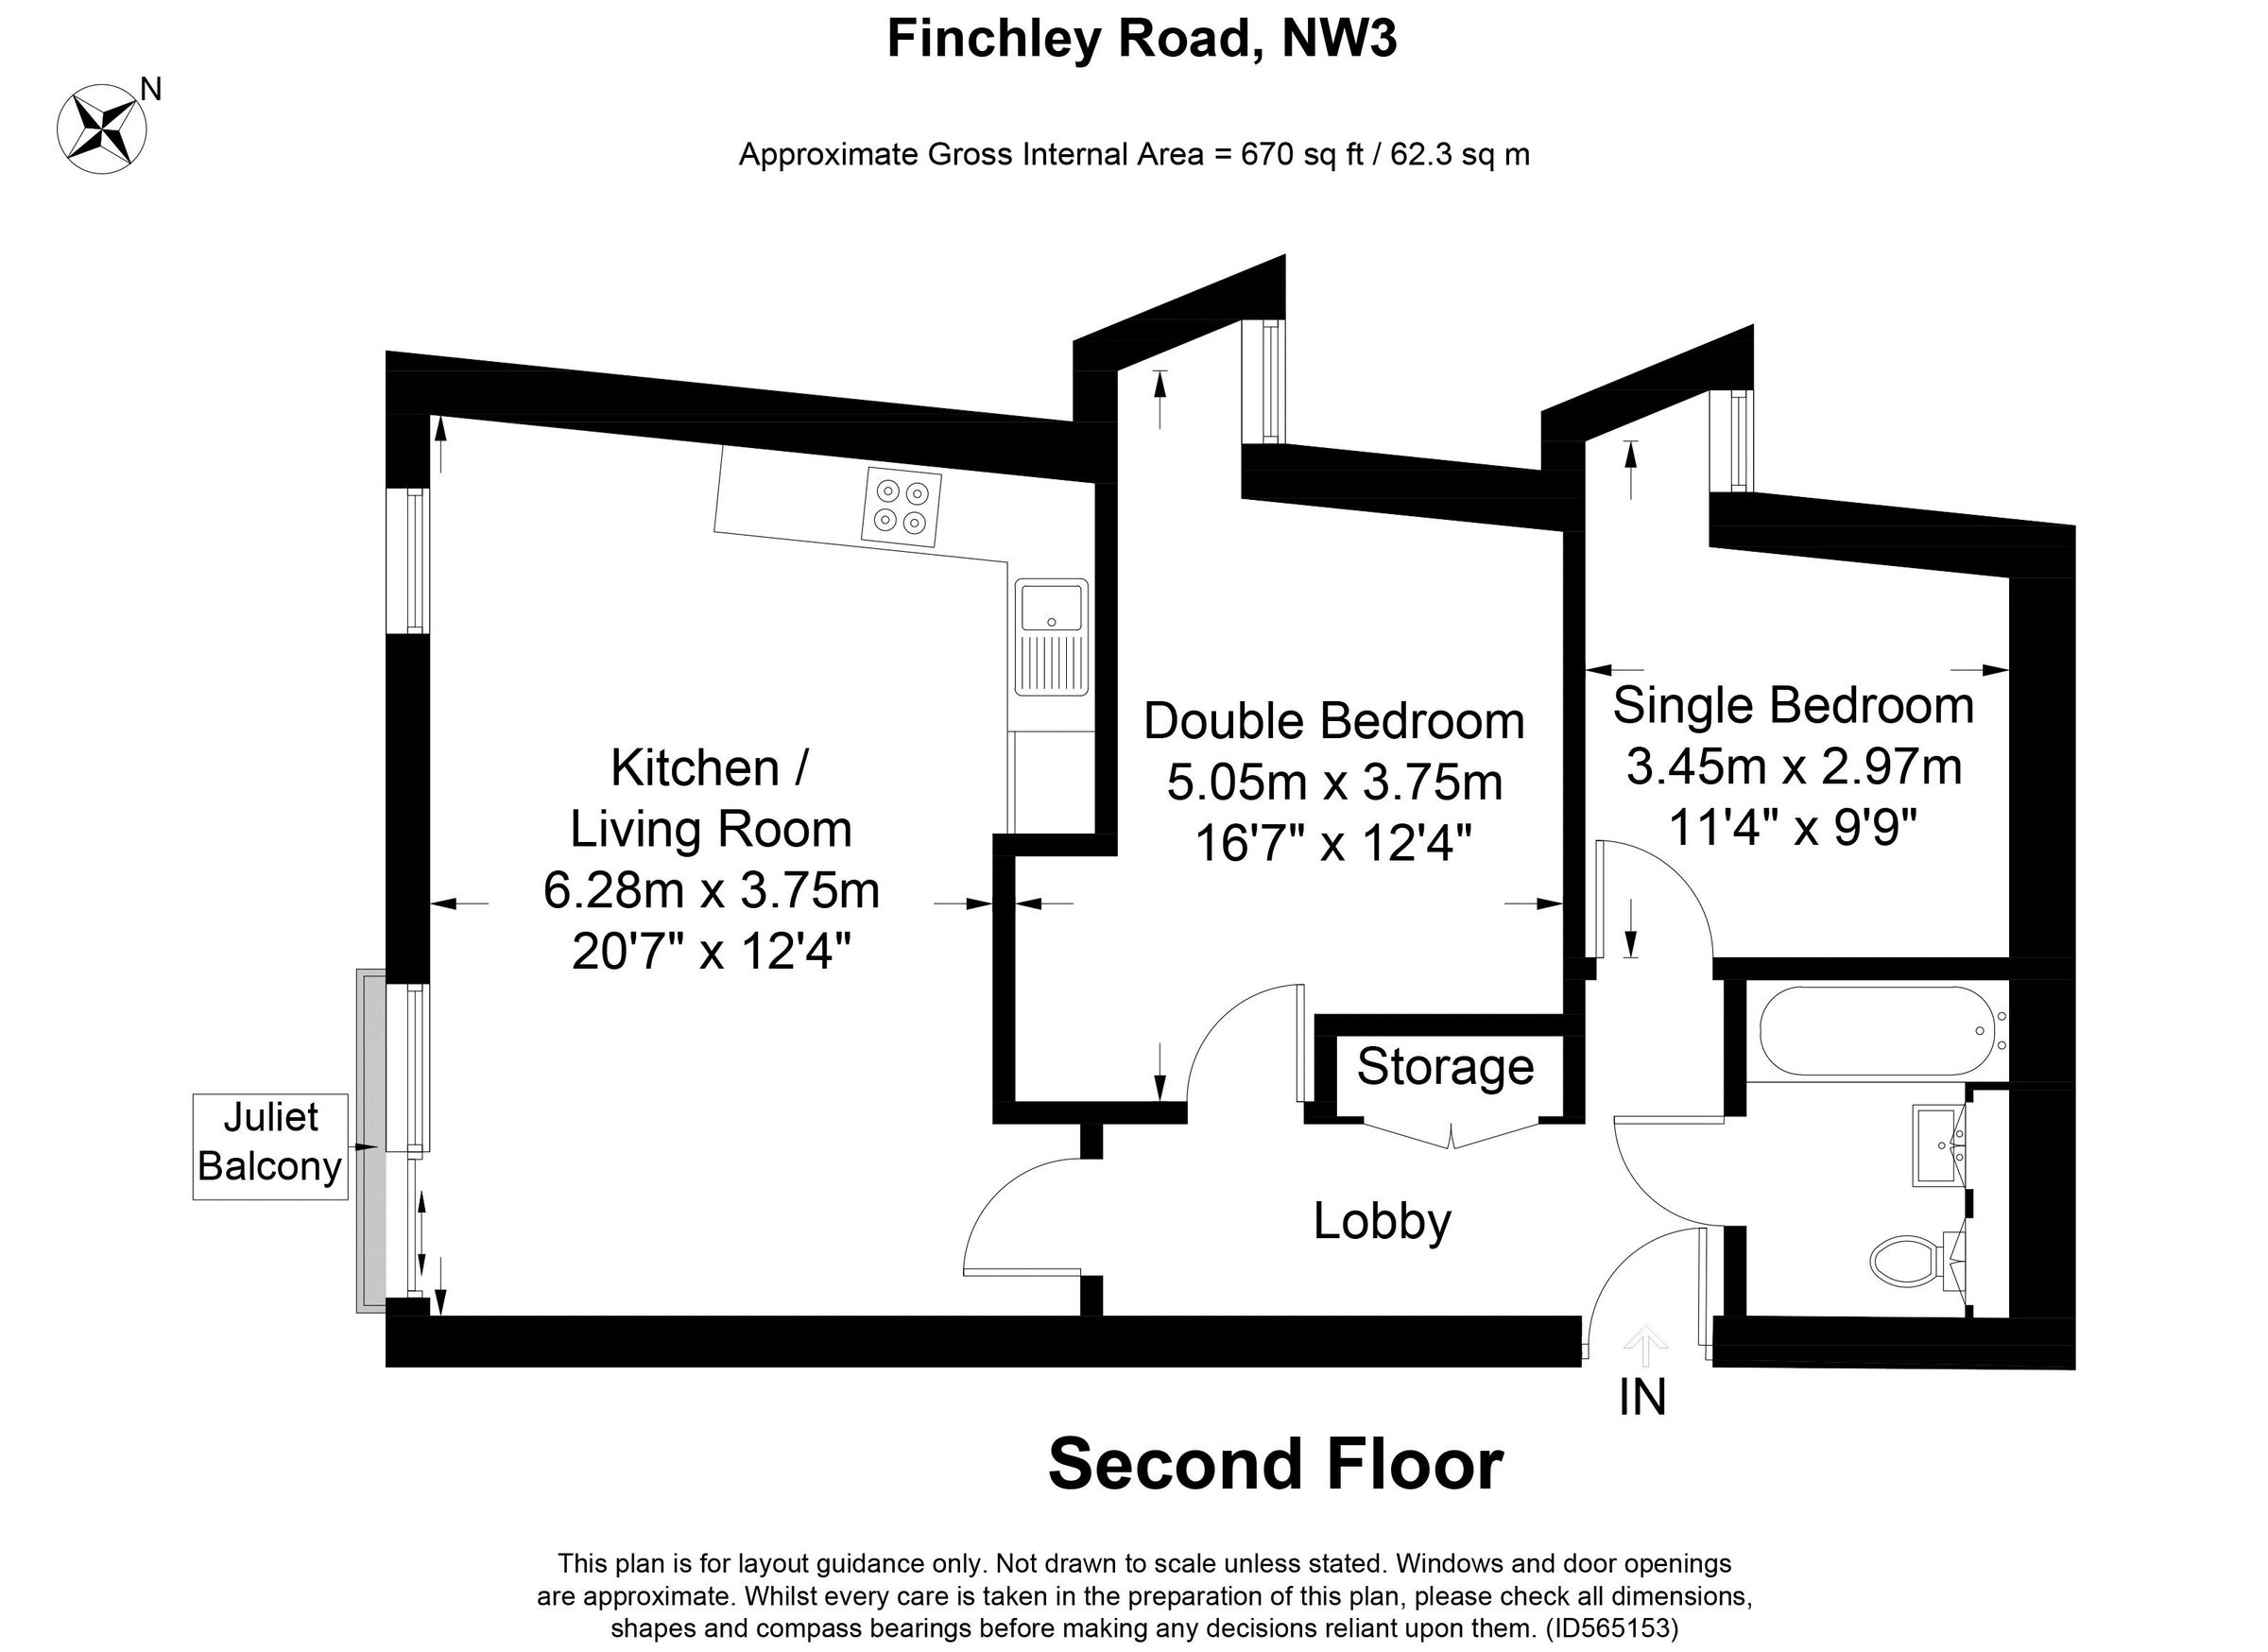 Finchley Road, NW3
N
Approximate Gross Internal Area = 670 sq ft / 62.3 sq m
Kitchen /
Living Room
6.28m x 3.75m
20'7" x 12'4"
Double Bedroom
5.05m x 3.75m
16'7" x 12'4"
Single Bedroom
3.45m x 2.97m
11'4" x 9'9"
Storage
Juliet
Balcony
Lobby
IN
Second Floor
This plan is for layout guidance only. Not drawn to scale unless stated. Windows and door openings
are approximate. Whilst every care is taken in the preparation of this plan, please check all dimensions,
shapes and compass bearings before making any decisions reliant upon them. (ID565153)